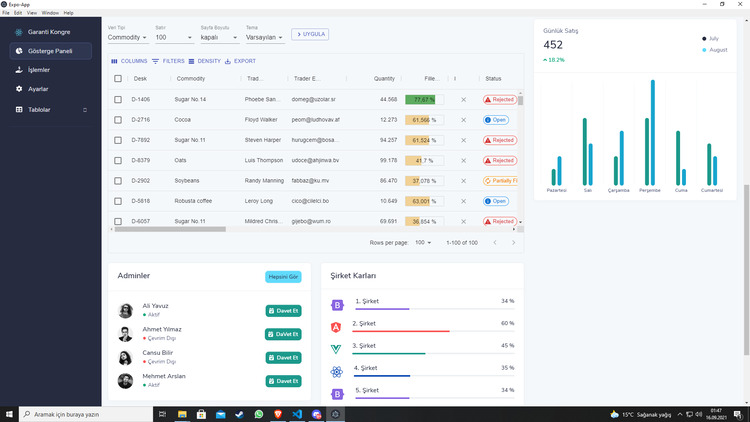 Expo-App
File Edit View Window Help
Garanti Kongre
Gösterge Paneli
İşlemler
Ayarlar
Tablolar
Veri Tipi
Commodity
Satır
100
Sayfa Boyutu
kapalı
Tema
Varsayılan
UYGULA
COLUMNS FILTERS DENSITY EXPORT
Desk Commodity Trad... Trader E... Quantity Fille... I Status
D-1406 Sugar No.14 Phoebe San... domeg@uzolar.sr 44.568 77,67 % Rejected
D-2716 Cocoa Floyd Walker peom@ludhovav.af 12.273 61,566 % Open
D-7892 Sugar No.11 Steven Harper hurugcem@bosa... 94.257 61,524 % Rejected
D-8379 Oats Lula Thompson udoce@ahjinwa.bv 99.178 41,7 % Rejected
D-2902 Soybeans Randy Manning fabbaz@ku.mv 86.470 37,078 % Partially Fi
D-5818 Robusta coffee Leroy Long cico@cilelci.bo 10.649 63,001 % Open
D-6057 Sugar No.11 Mildred Chris... gijebo@wum.ro 69.691 36,854 % Rejected
Rows per page: 100 1-100 of 100
Günlük Satış
452
18.2%
July
August
Pazartesi Salı Çarşamba Perşembe Cuma Cumartesi
Adminler
Hepsini Gör
Ali Yavuz
Aktif
Davet Et
Ahmet Yılmaz
Çevrim Dışı
DaVet Et
Cansu Bilir
Çevrim Dışı
Davet Et
Mehmet Arslan
Aktif
Davet Et
Şirket Karları
1. Şirket 34 %
2. Şirket 60 %
3. Şirket 45 %
4. Şirket 35 %
5. Şirket 34 %
Aramak için buraya yazın
15°C Sağanak yağış
01:47
16.09.2021